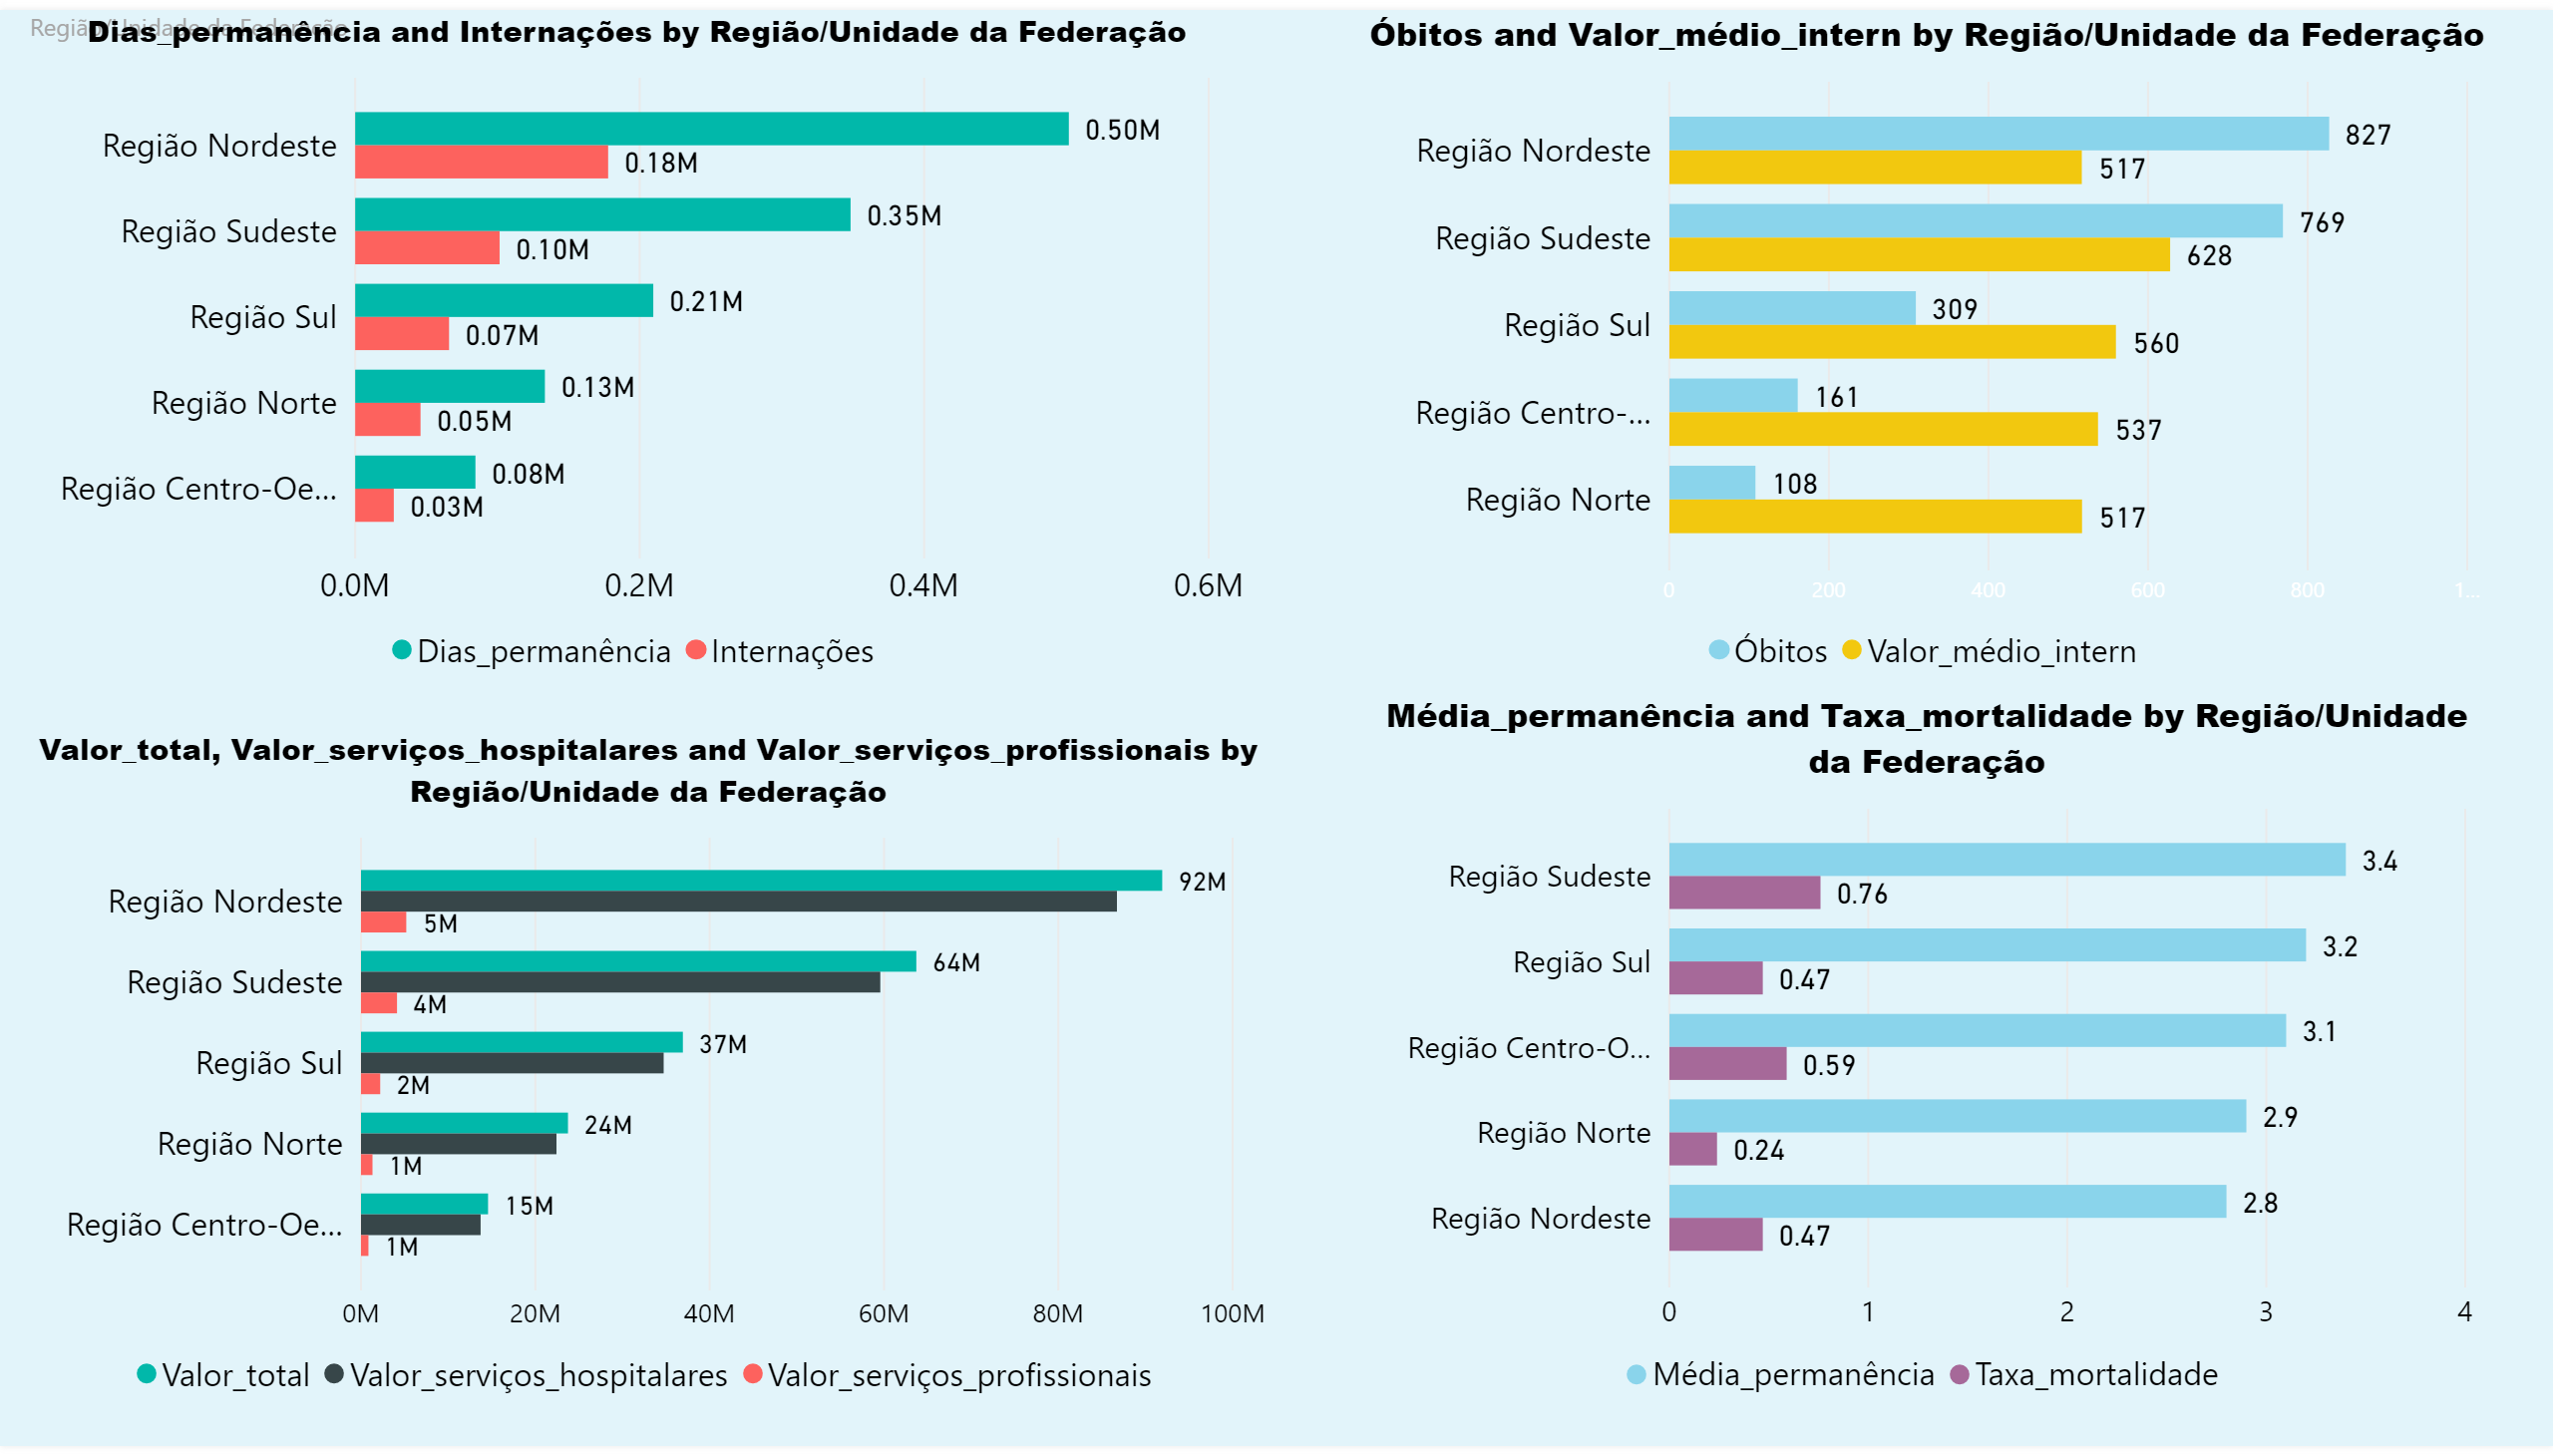 Região/Unidade da Federação
Dias_permanência and Internações by Região/Unidade da Federação
Região Nordeste
0.50M
0.18M
Região Sudeste
0.35M
0.10M
Região Sul
0.21M
0.07M
Região Norte
0.13M
0.05M
Região Centro-Oe...
0.08M
0.03M
0.0M 0.2M 0.4M 0.6M
Dias_permanência Internações
Óbitos and Valor_médio_intern by Região/Unidade da Federação
Região Nordeste
827
517
Região Sudeste
769
628
Região Sul
309
560
Região Centro-...
161
537
Região Norte
108
517
0 200 400 600 800 1...
Óbitos Valor_médio_intern
Valor_total, Valor_serviços_hospitalares and Valor_serviços_profissionais by
Região/Unidade da Federação
Região Nordeste
92M
5M
Região Sudeste
64M
4M
Região Sul
37M
2M
Região Norte
24M
1M
Região Centro-Oe...
15M
1M
0M 20M 40M 60M 80M 100M
Valor_total Valor_serviços_hospitalares Valor_serviços_profissionais
Média_permanência and Taxa_mortalidade by Região/Unidade
da Federação
Região Sudeste
3.4
0.76
Região Sul
3.2
0.47
Região Centro-O...
3.1
0.59
Região Norte
2.9
0.24
Região Nordeste
2.8
0.47
0 1 2 3 4
Média_permanência Taxa_mortalidade